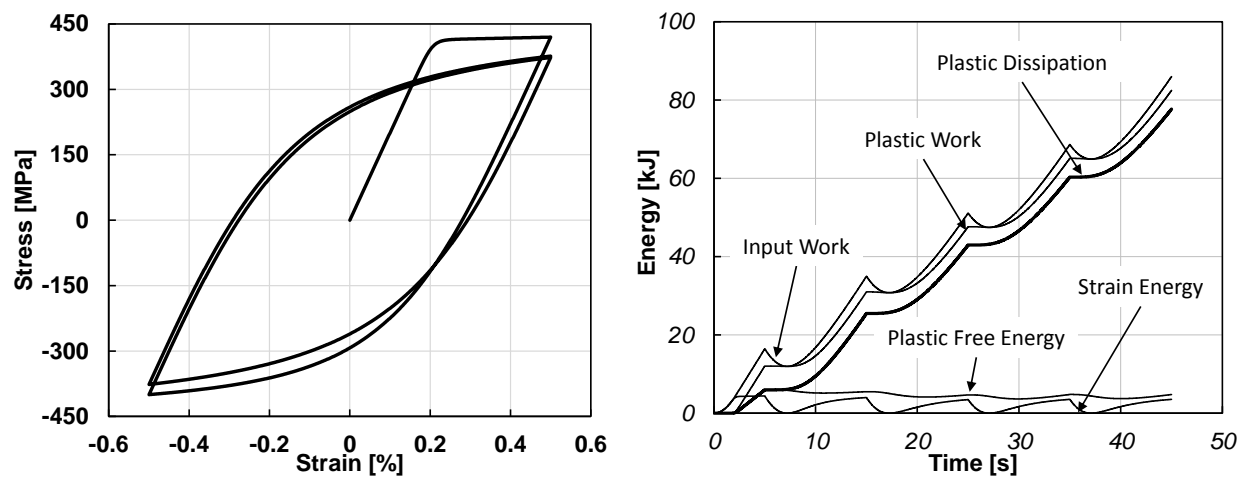 450
300
150
0
-150
-300
-450
-0.6
-0.4
-0.2
0
0.2
0.4
0.6
Stress [MPa]
Strain [%]
100
80
60
40
20
0
0
10
20
30
40
50
Energy [kJ]
Time [s]
Plastic Dissipation
Plastic Work
Input Work
Strain Energy
Plastic Free Energy